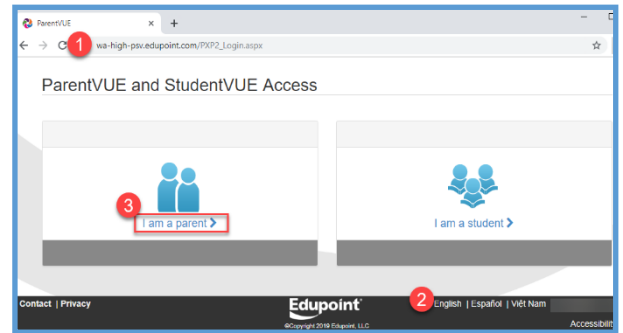 ParentVUE
1
wa-high-psv.edupoint.com/PXP2_Login.aspx
ParentVUE and StudentVUE Access
3
I am a parent
I am a student
Contact | Privacy
Edupoint
2
English | Español | Việt Nam
©Copyright 2019 Edupoint, LLC
Accessibility